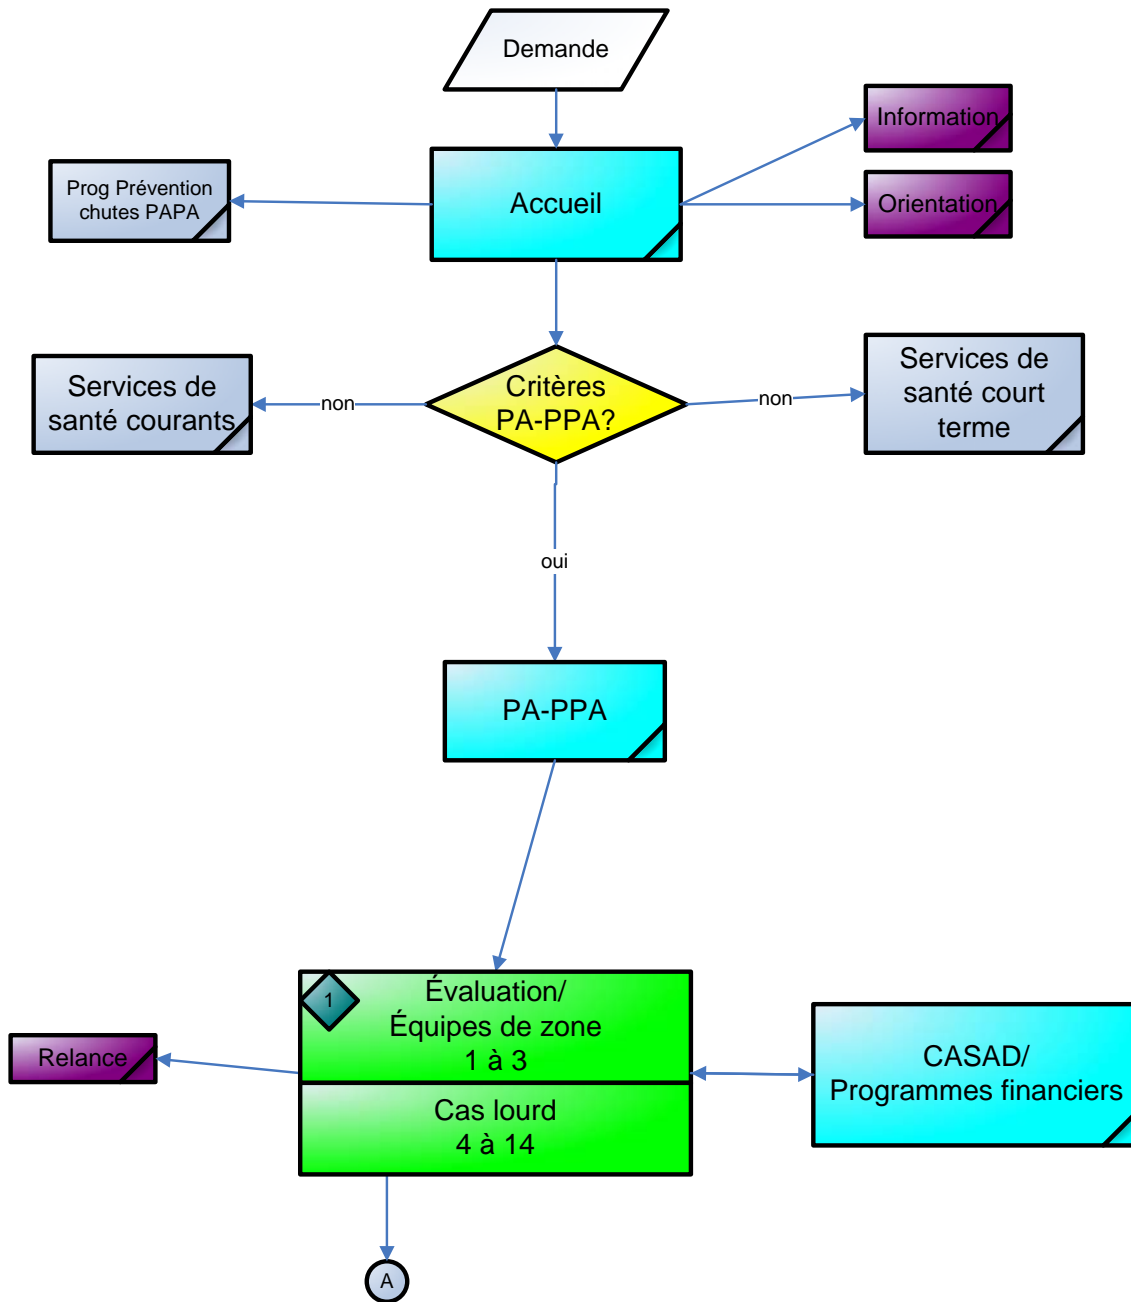 Demande
Information
Prog Prévention
chutes PAPA
Accueil
Orientation
Services de
santé courants
non
Critères
PA-PPA?
non
Services de
santé court
terme
oui
PA-PPA
1
Évaluation/
Équipes de zone
1 à 3
Relance
CASAD/
Programmes financiers
Cas lourd
4 à 14
A